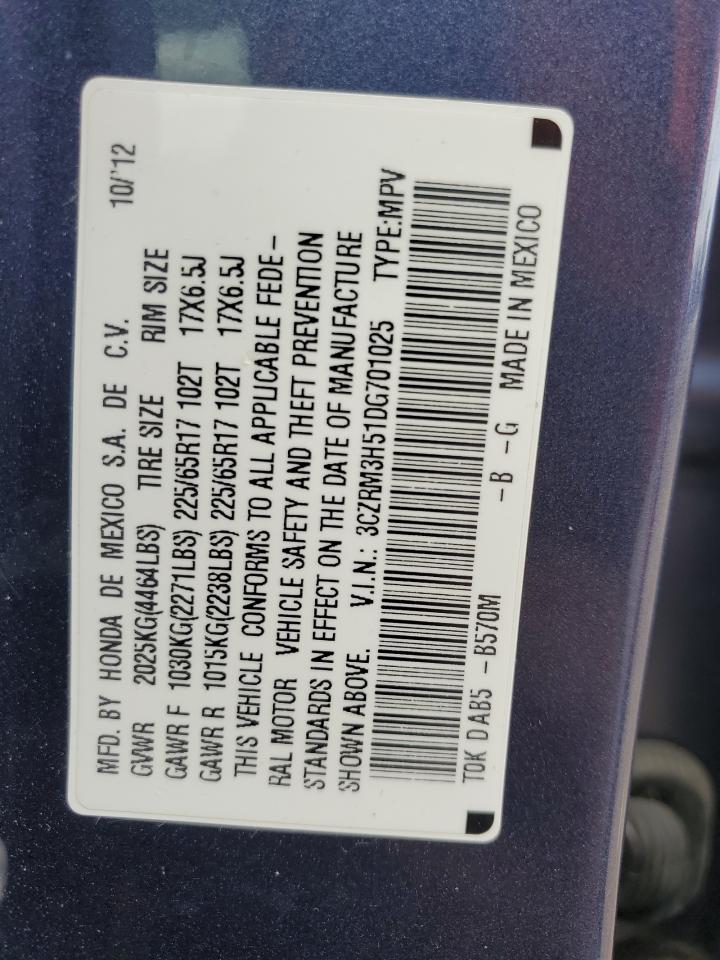 MFD. BY HONDA DE MEXICO S.A. DE C.V. 10/'12
GVWR 2025KG(4464LBS) TIRE SIZE RIM SIZE
GAWR F 1030KG(2271LBS) 225/65R17 102T 17X6.5J
GAWR R 1015KG(2238LBS) 225/65R17 102T 17X6.5J
THIS VEHICLE CONFORMS TO ALL APPLICABLE FEDE-
RAL MOTOR VEHICLE SAFETY AND THEFT PREVENTION
STANDARDS IN EFFECT ON THE DATE OF MANUFACTURE
SHOWN ABOVE. V.I.N.: 3CZRM3H51DG701025 TYPE:MPV
T0K DAB5 -B570M -B -G MADE IN MEXICO